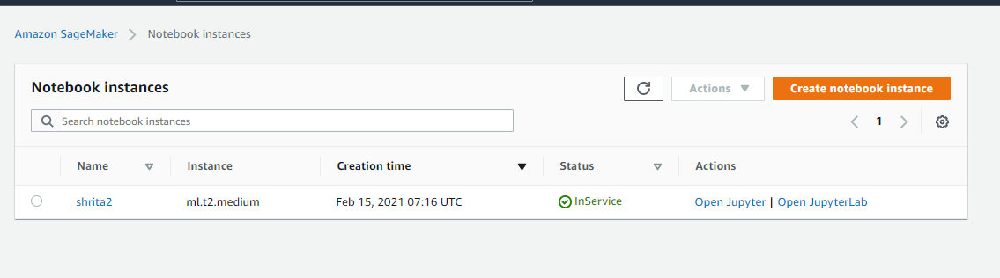 Amazon SageMaker > Notebook instances
Notebook instances
Actions
Create notebook instance
Search notebook instances
1
Name Instance Creation time Status Actions
shrita2 ml.t2.medium Feb 15, 2021 07:16 UTC InService Open Jupyter | Open JupyterLab